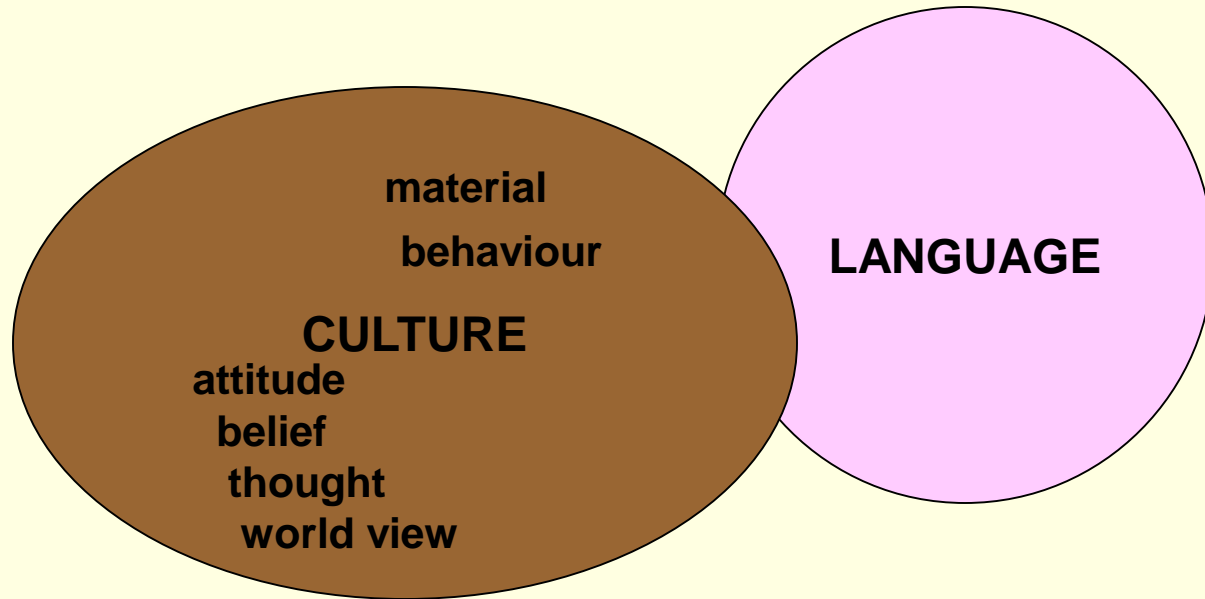 material
behaviour
LANGUAGE
CULTURE
attitude
belief
thought
world view